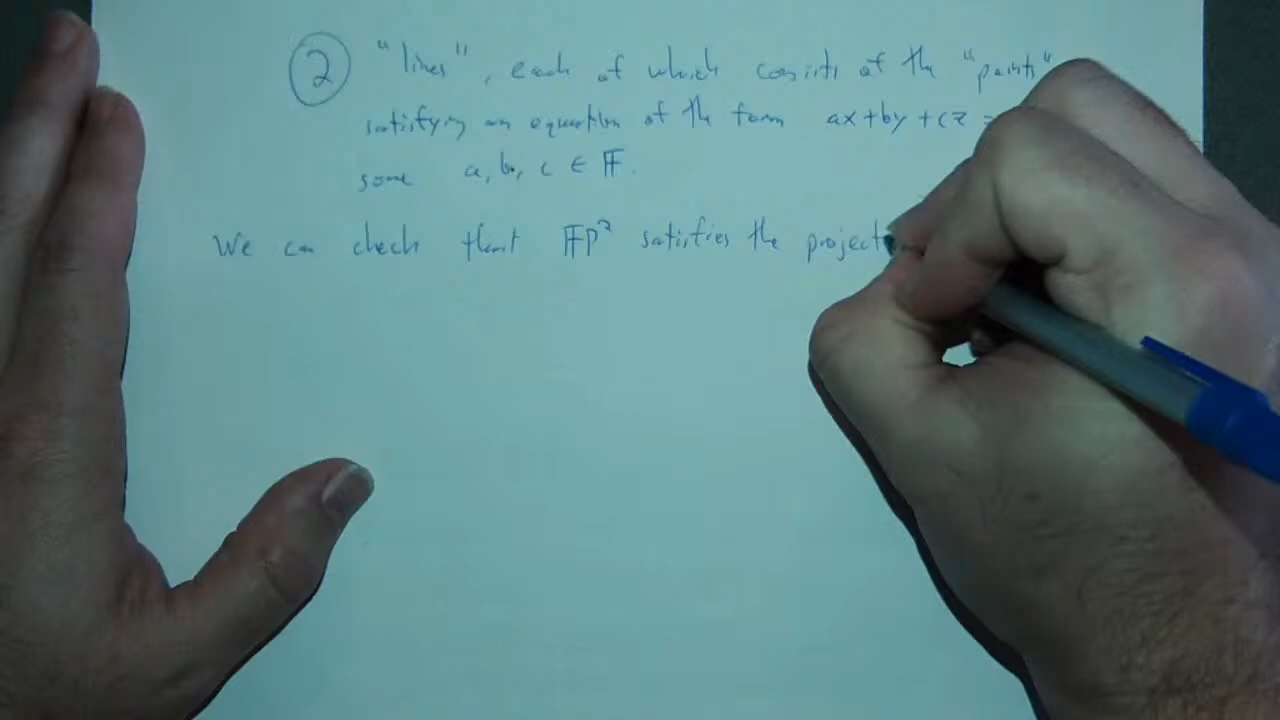 ② "lines", each of which consists of the "points"
satisfying an equation of the form ax+by+cz =
some a, b, c ∈ 𝔽.
We can check that 𝔽P² satisfies the project